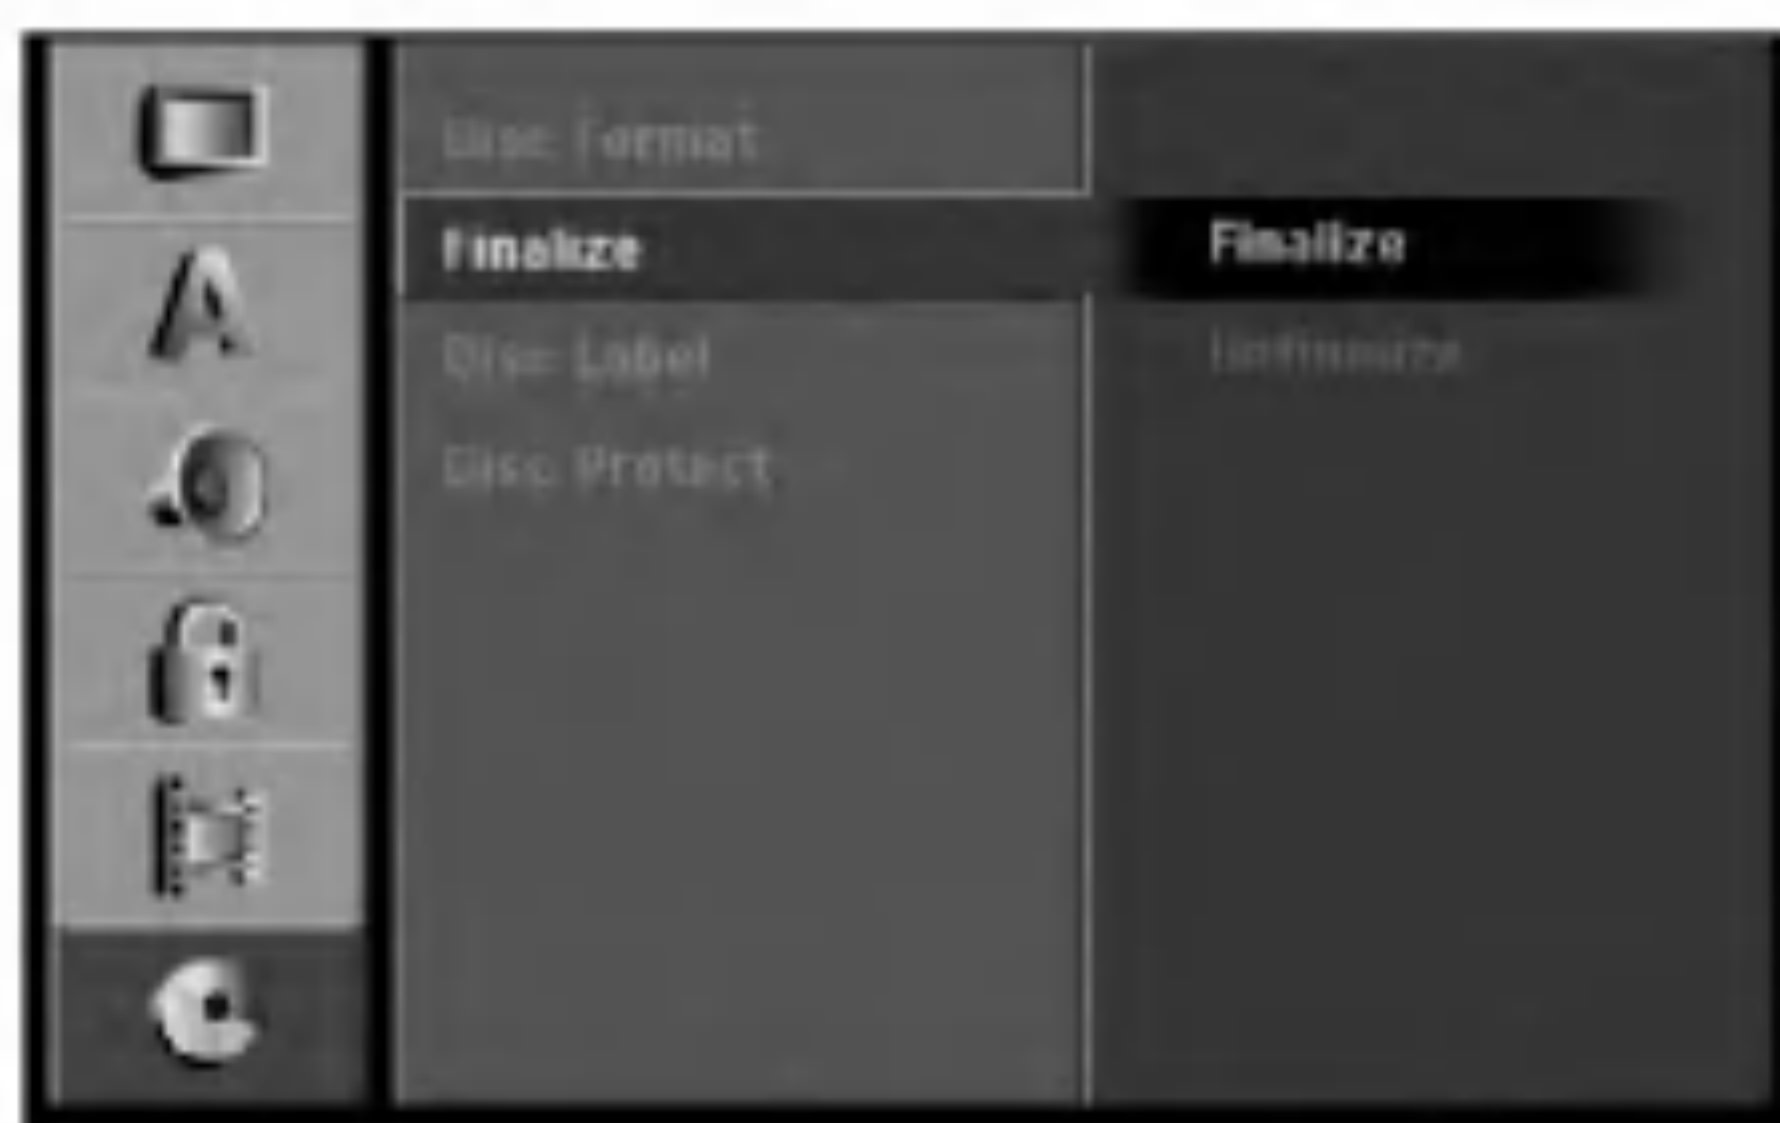 Disc Format
Finalize
Disc Label
Disc Protect
Finalize
Unfinalize